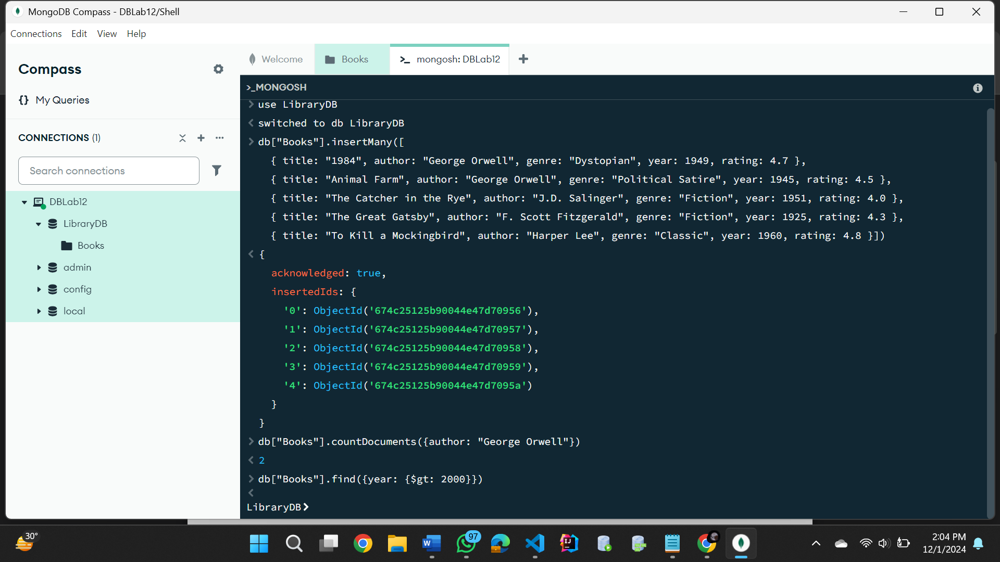 MongoDB Compass - DBLab12/Shell
Connections Edit View Help
Compass
My Queries
CONNECTIONS (1)
Search connections
DBLab12
LibraryDB
Books
admin
config
local
Welcome
Books
>_ mongosh: DBLab12
>_MONGOSH
> use LibraryDB
< switched to db LibraryDB
> db["Books"].insertMany([
{ title: "1984", author: "George Orwell", genre: "Dystopian", year: 1949, rating: 4.7 },
{ title: "Animal Farm", author: "George Orwell", genre: "Political Satire", year: 1945, rating: 4.5 },
{ title: "The Catcher in the Rye", author: "J.D. Salinger", genre: "Fiction", year: 1951, rating: 4.0 },
{ title: "The Great Gatsby", author: "F. Scott Fitzgerald", genre: "Fiction", year: 1925, rating: 4.3 },
{ title: "To Kill a Mockingbird", author: "Harper Lee", genre: "Classic", year: 1960, rating: 4.8 }])
< {
acknowledged: true,
insertedIds: {
'0': ObjectId('674c25125b90044e47d70956'),
'1': ObjectId('674c25125b90044e47d70957'),
'2': ObjectId('674c25125b90044e47d70958'),
'3': ObjectId('674c25125b90044e47d70959'),
'4': ObjectId('674c25125b90044e47d7095a')
}
}
> db["Books"].countDocuments({author: "George Orwell"})
< 2
> db["Books"].find({year: {$gt: 2000}})
<
LibraryDB>
30°
97
2:04 PM
12/1/2024